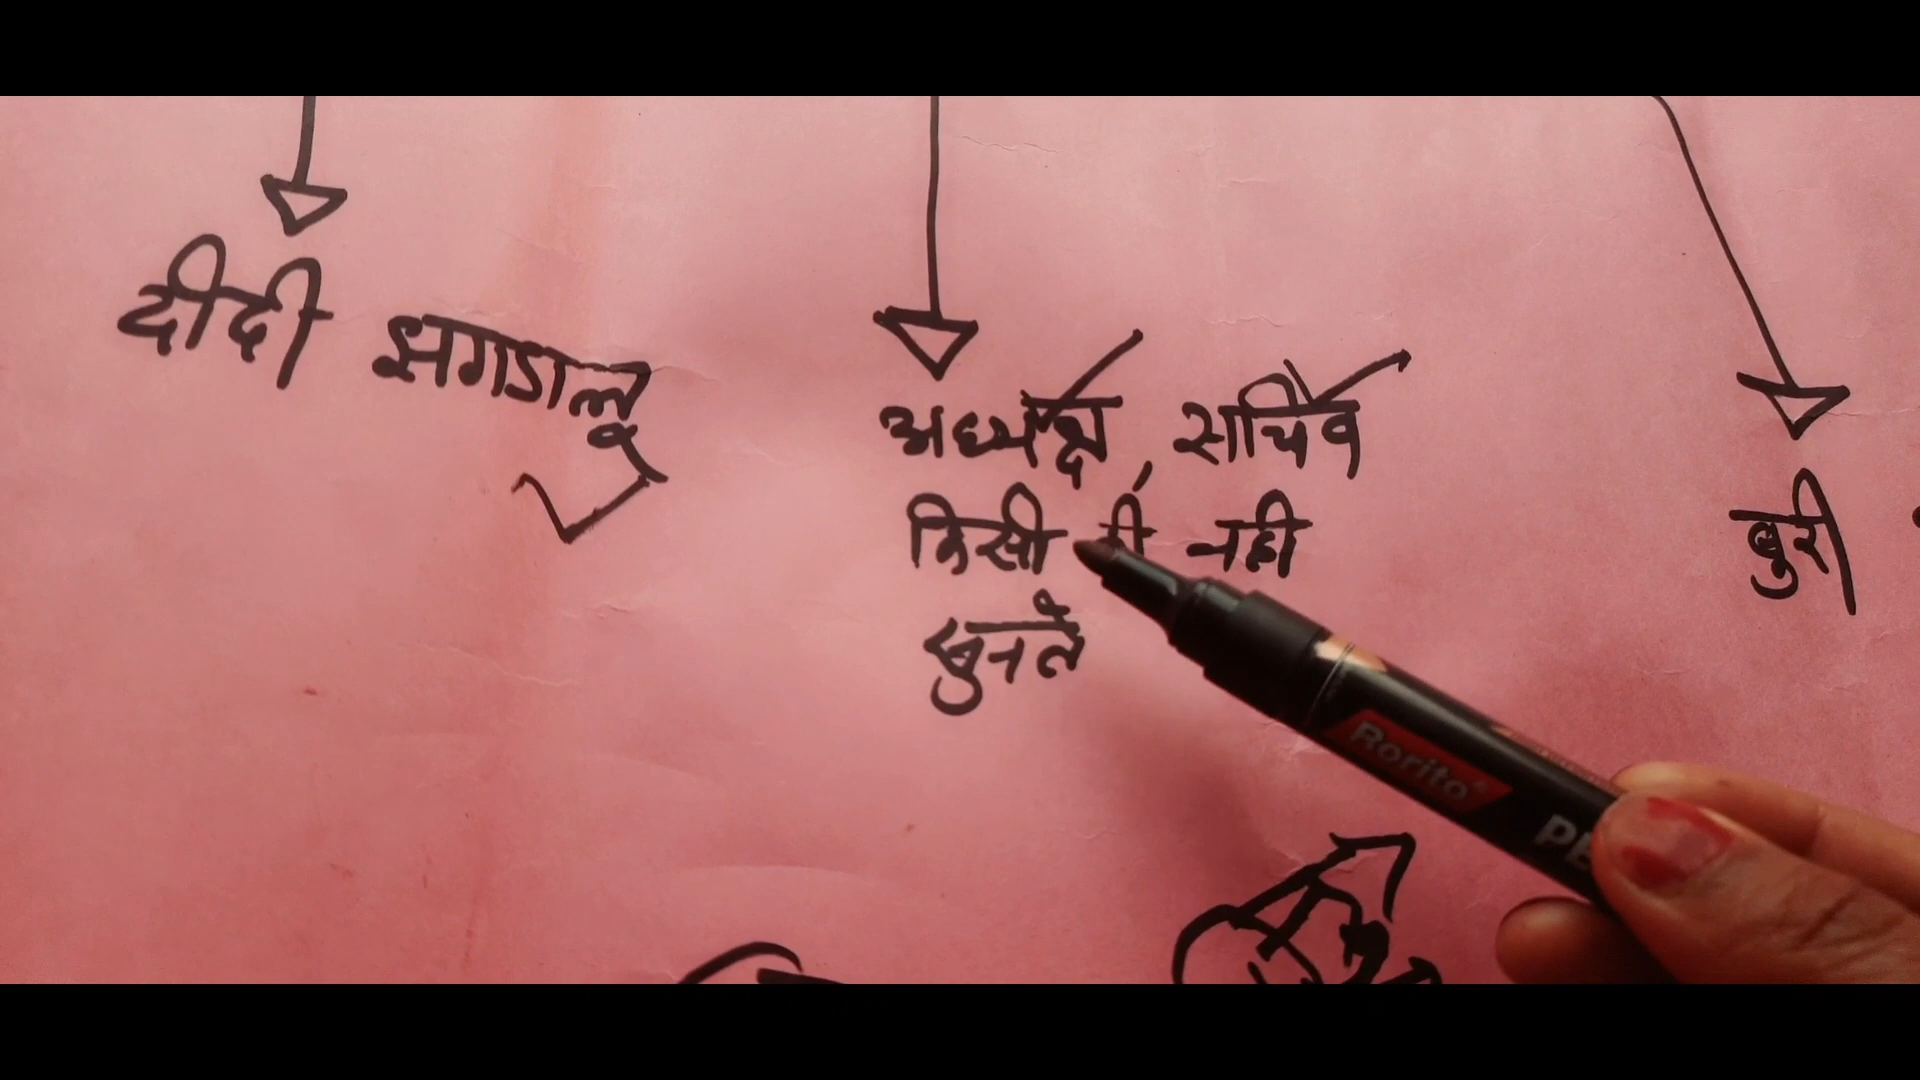 दीदी झगडालू
अध्यक्ष, सचिव
किसी की नही
सुनते
बुरी
Rorito